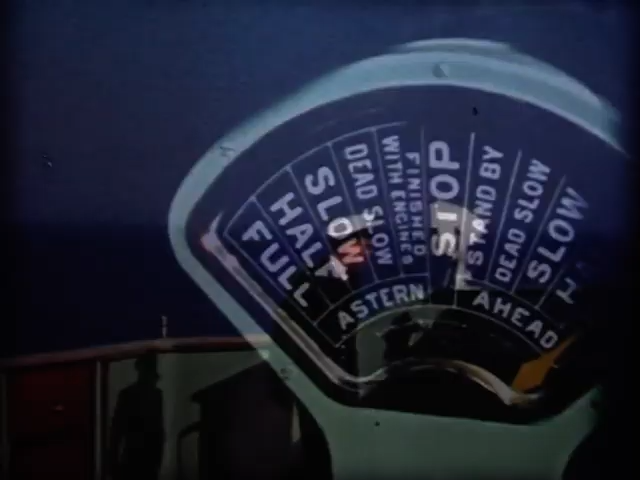 FULL
HALF
SLOW
DEAD SLOW
FINISHED
WITH ENGINES
STOP
STAND BY
DEAD SLOW
SLOW
ASTERN
AHEAD